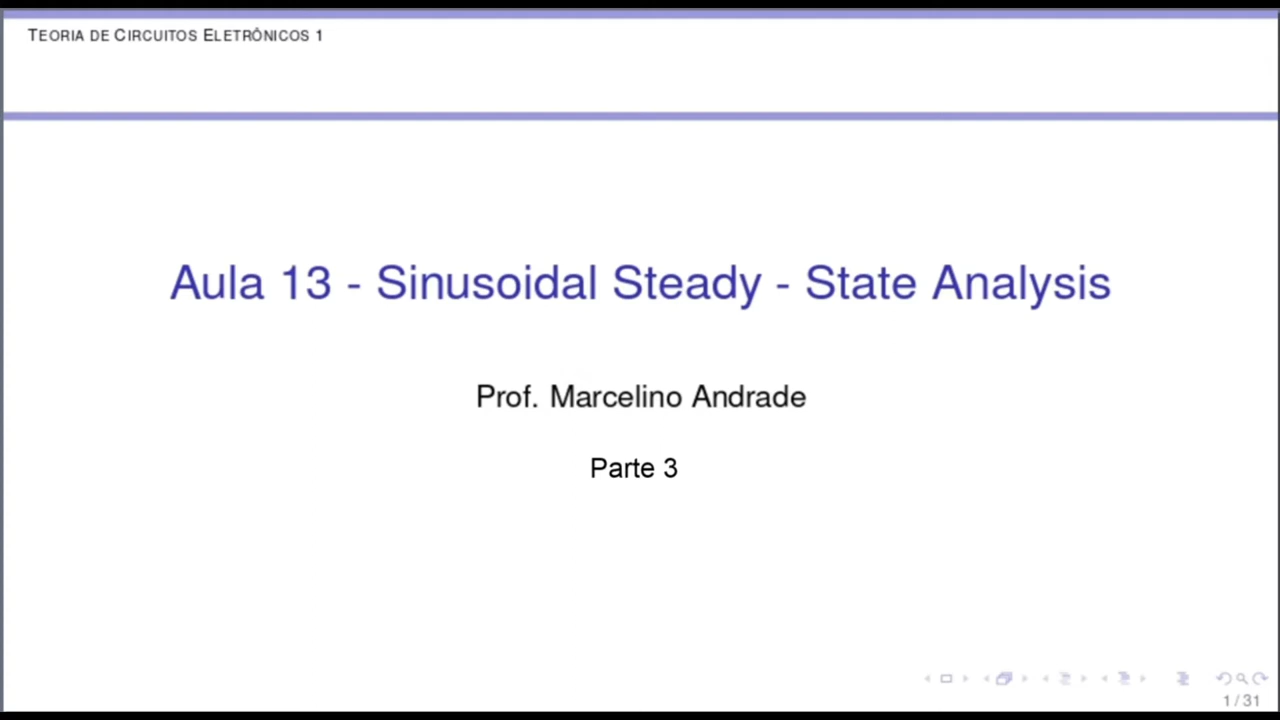 TEORIA DE CIRCUITOS ELETRÔNICOS 1
Aula 13 - Sinusoidal Steady - State Analysis
Prof. Marcelino Andrade
Parte 3
1 / 31